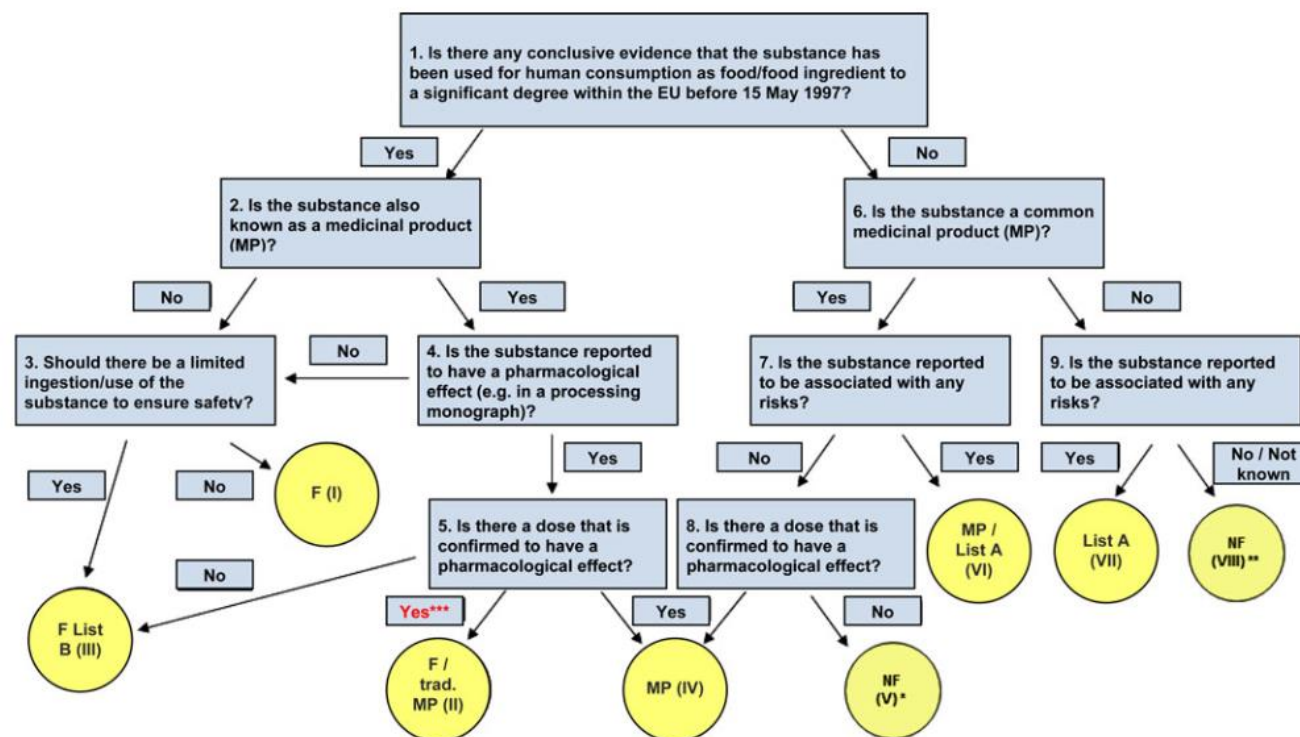 1. Is there any conclusive evidence that the substance has
been used for human consumption as food/food ingredient to
a significant degree within the EU before 15 May 1997?
Yes
No
2. Is the substance also
known as a medicinal product
(MP)?
6. Is the substance a common
medicinal product (MP)?
No
Yes
Yes
No
3. Should there be a limited
ingestion/use of the
substance to ensure safety?
No
4. Is the substance reported
to have a pharmacological
effect (e.g. in a processing
monograph)?
7. Is the substance reported
to be associated with any
risks?
9. Is the substance reported
to be associated with any
risks?
Yes
No
F (I)
Yes
No
Yes
Yes
No / Not
known
5. Is there a dose that is
confirmed to have a
pharmacological effect?
8. Is there a dose that is
confirmed to have a
pharmacological effect?
MP /
List A
(VI)
List A
(VII)
NF
(VIII)**
No
Yes***
Yes
No
F List
B (III)
F /
trad.
MP (II)
MP (IV)
NF
(V)*